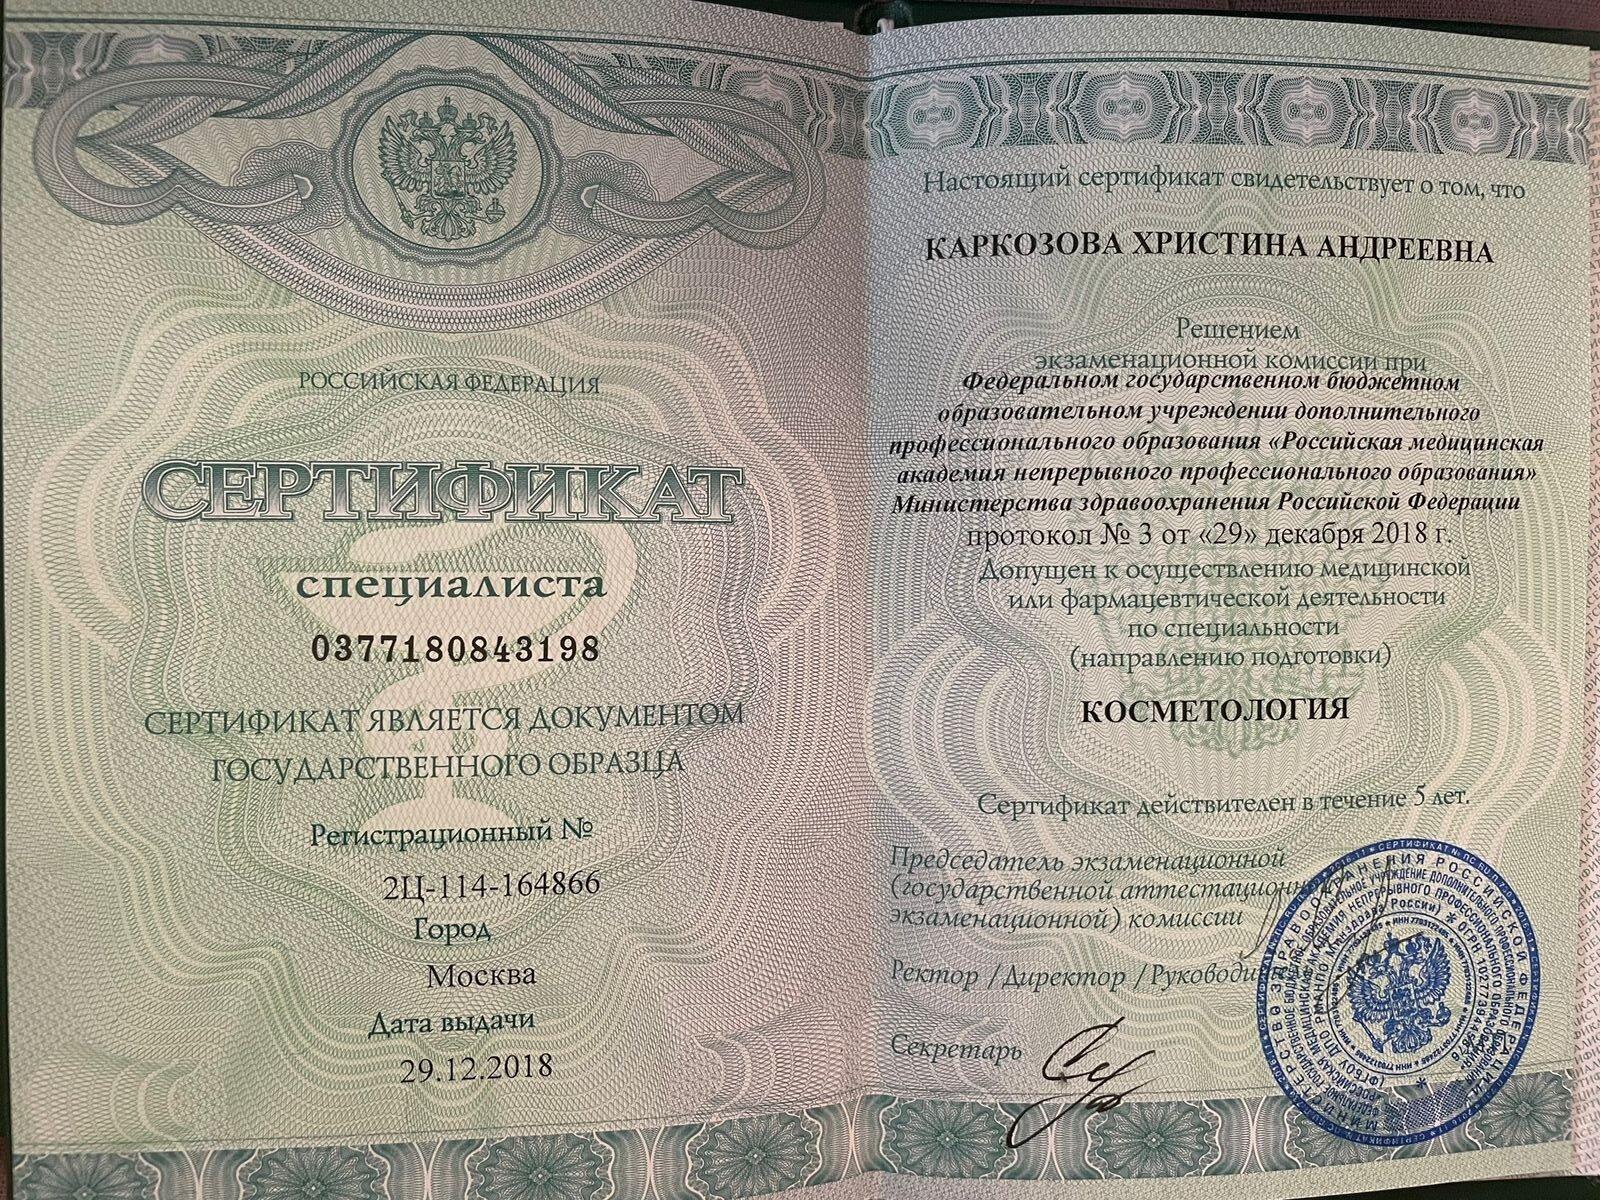 РОССИЙСКАЯ ФЕДЕРАЦИЯ
СЕРТИФИКАТ
специалиста
0377180843198
СЕРТИФИКАТ ЯВЛЯЕТСЯ ДОКУМЕНТОМ
ГОСУДАРСТВЕННОГО ОБРАЗЦА
Регистрационный №
2Ц-114-164866
Город
Москва
Дата выдачи
29.12.2018
Настоящий сертификат свидетельствует о том, что
КАРКОЗОВА ХРИСТИНА АНДРЕЕВНА
Решением
экзаменационной комиссии при
Федеральном государственном бюджетном
образовательном учреждении дополнительного
профессионального образования «Российская медицинская
академия непрерывного профессионального образования»
Министерства здравоохранения Российской Федерации
протокол № 3 от «29» декабря 2018 г.
Допущен к осуществлению медицинской
или фармацевтической деятельности
по специальности
(направлению подготовки)
КОСМЕТОЛОГИЯ
Сертификат действителен в течение 5 лет.
Председатель экзаменационной
(государственной аттестационной
экзаменационной) комиссии
Ректор /Директор /Руководитель
Секретарь
МИНИСТЕРСТВО ЗДРАВООХРАНЕНИЯ РОССИЙСКОЙ ФЕДЕРАЦИИ